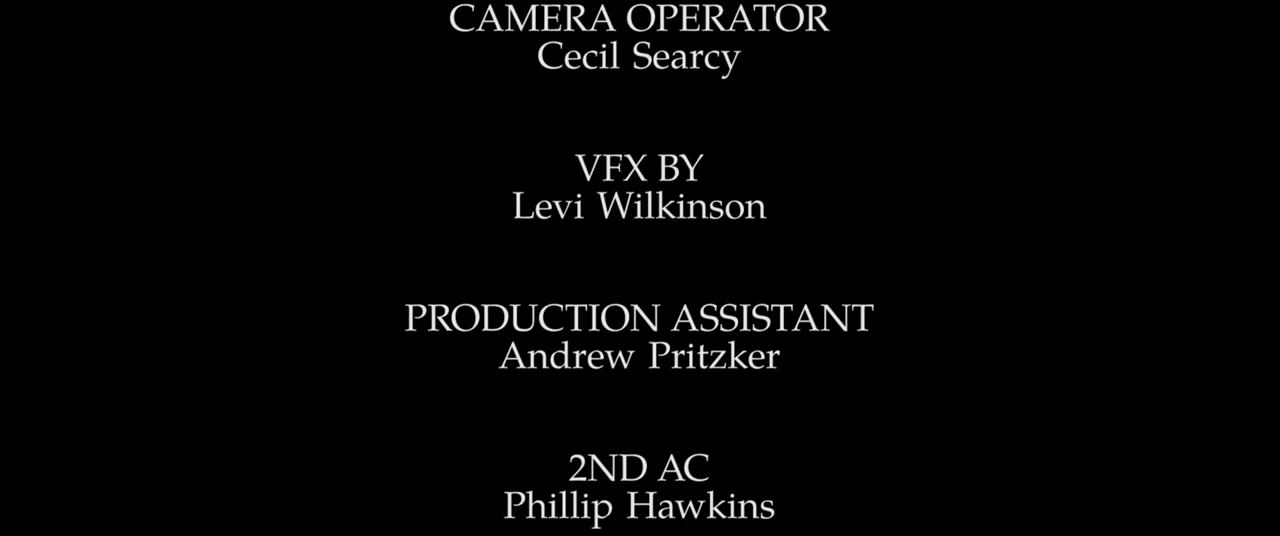 CAMERA OPERATOR
Cecil Searcy
VFX BY
Levi Wilkinson
PRODUCTION ASSISTANT
Andrew Pritzker
2ND AC
Phillip Hawkins